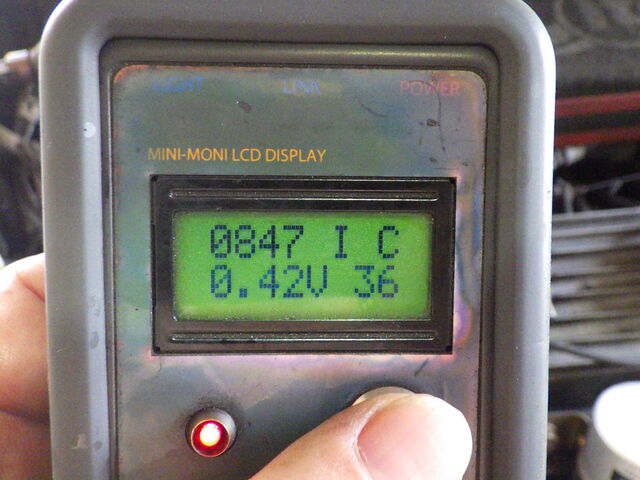 LIGHT LINK POWER
MINI-MONI LCD DISPLAY
0847 I C
0.42V 36